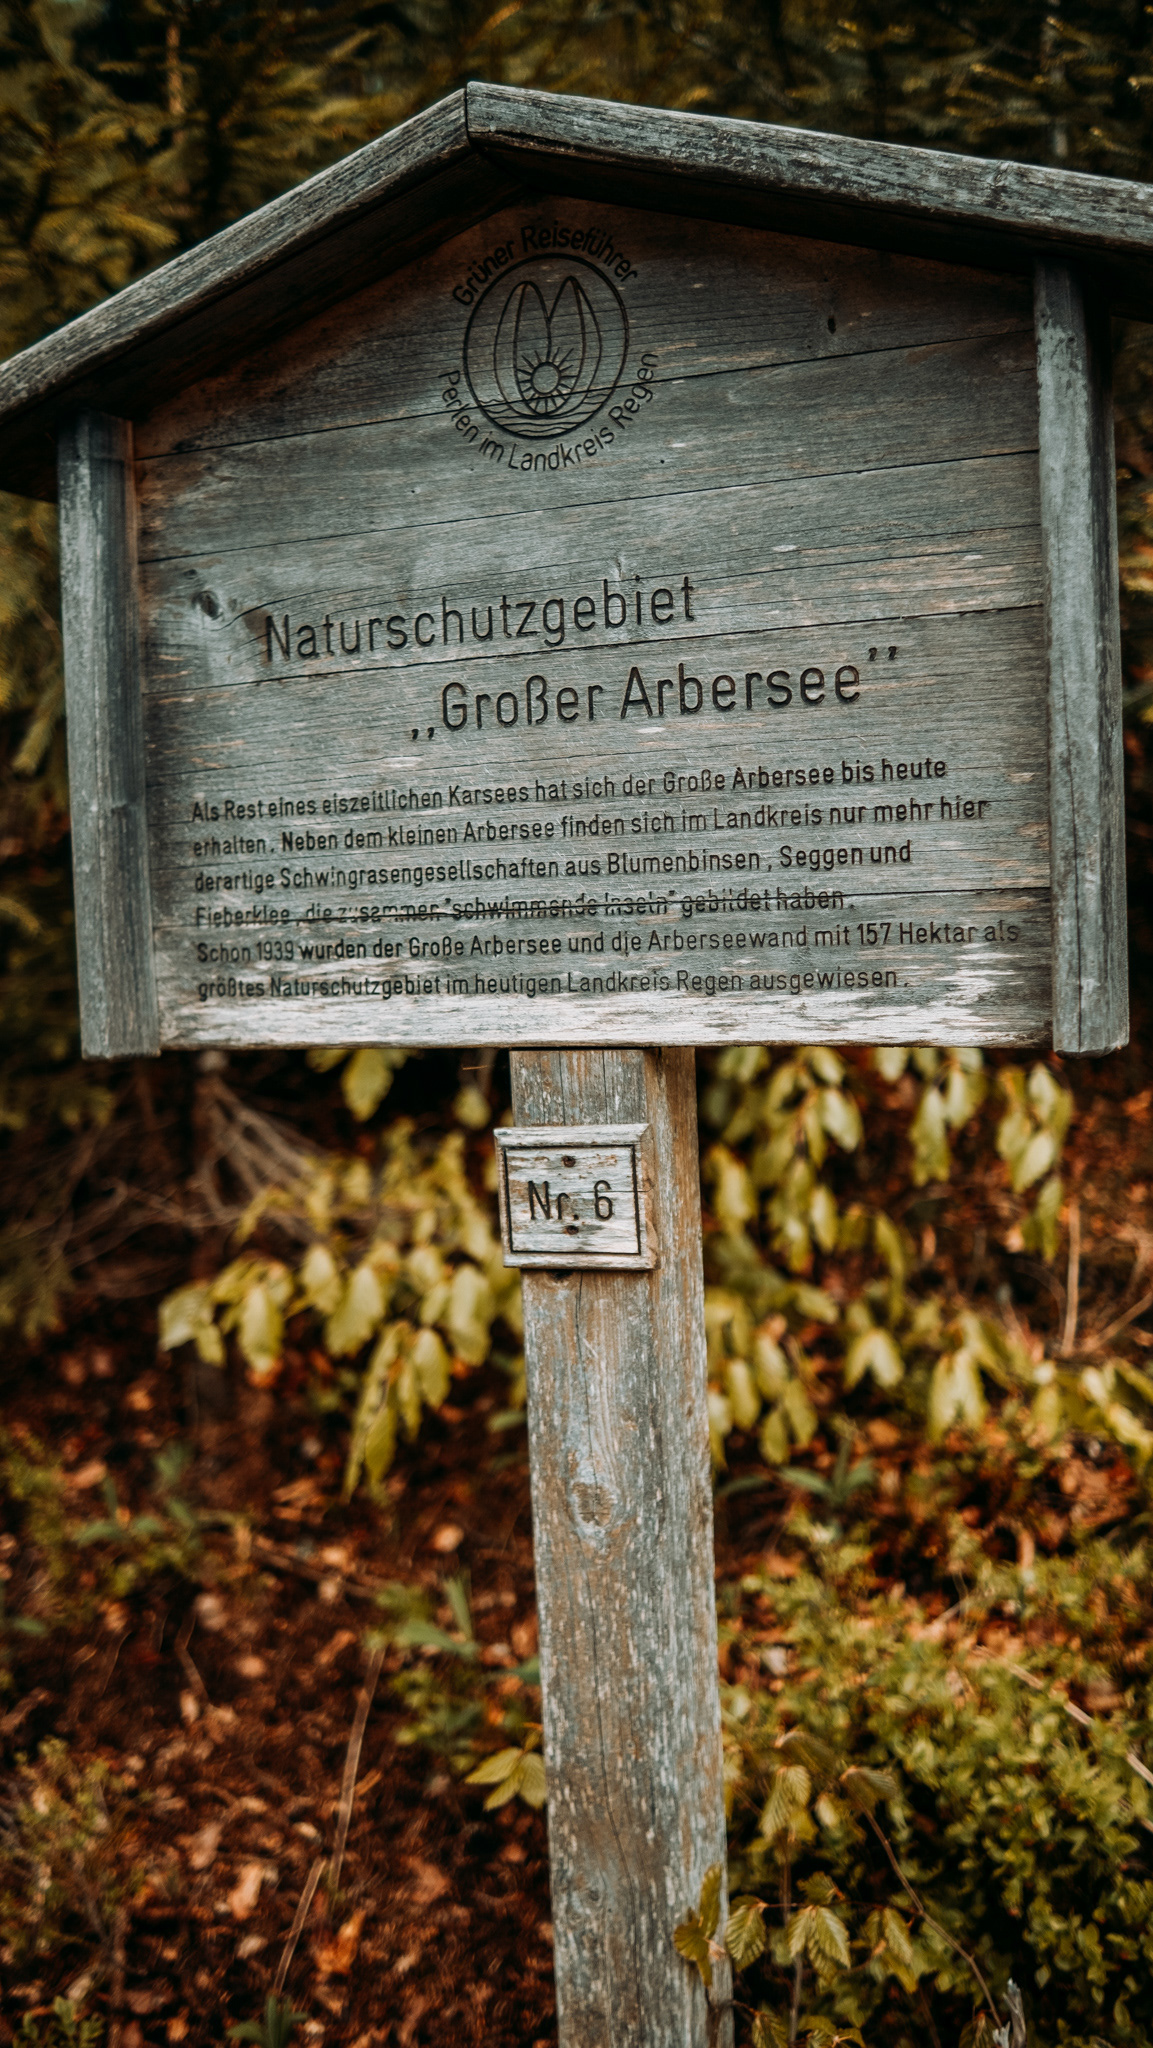 Grüner Reiseführer
Perlen im Landkreis Regen
Naturschutzgebiet
,,Großer Arbersee’’
Als Rest eines eiszeitlichen Karsees hat sich der Große Arbersee bis heute
erhalten. Neben dem kleinen Arbersee finden sich im Landkreis nur mehr hier
derartige Schwingrasengesellschaften aus Blumenbinsen, Seggen und
Fieberklee, die zusammen "schwimmende Inseln" gebildet haben.
Schon 1939 wurden der Große Arbersee und die Arberseewand mit 157 Hektar als
größtes Naturschutzgebiet im heutigen Landkreis Regen ausgewiesen.
Nr. 6